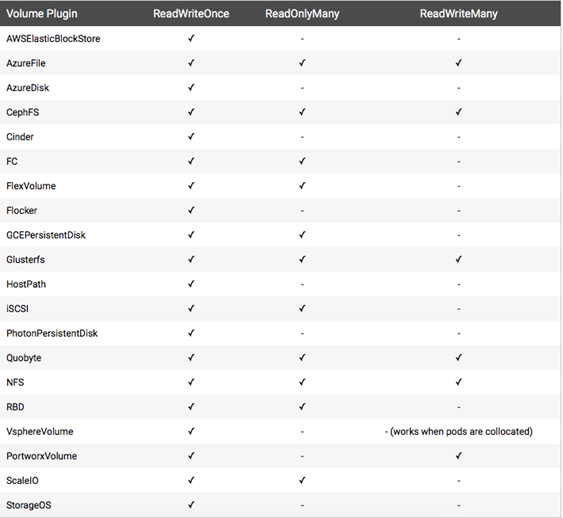 Volume Plugin ReadWriteOnce ReadOnlyMany ReadWriteMany
AWSElasticBlockStore ✓ - -
AzureFile ✓ ✓ ✓
AzureDisk ✓ - -
CephFS ✓ ✓ ✓
Cinder ✓ - -
FC ✓ ✓ -
FlexVolume ✓ ✓ -
Flocker ✓ - -
GCEPersistentDisk ✓ ✓ -
Glusterfs ✓ ✓ ✓
HostPath ✓ - -
iSCSI ✓ ✓ -
PhotonPersistentDisk ✓ - -
Quobyte ✓ ✓ ✓
NFS ✓ ✓ ✓
RBD ✓ ✓ -
VsphereVolume ✓ - - (works when pods are collocated)
PortworxVolume ✓ - ✓
ScaleIO ✓ ✓ -
StorageOS ✓ - -